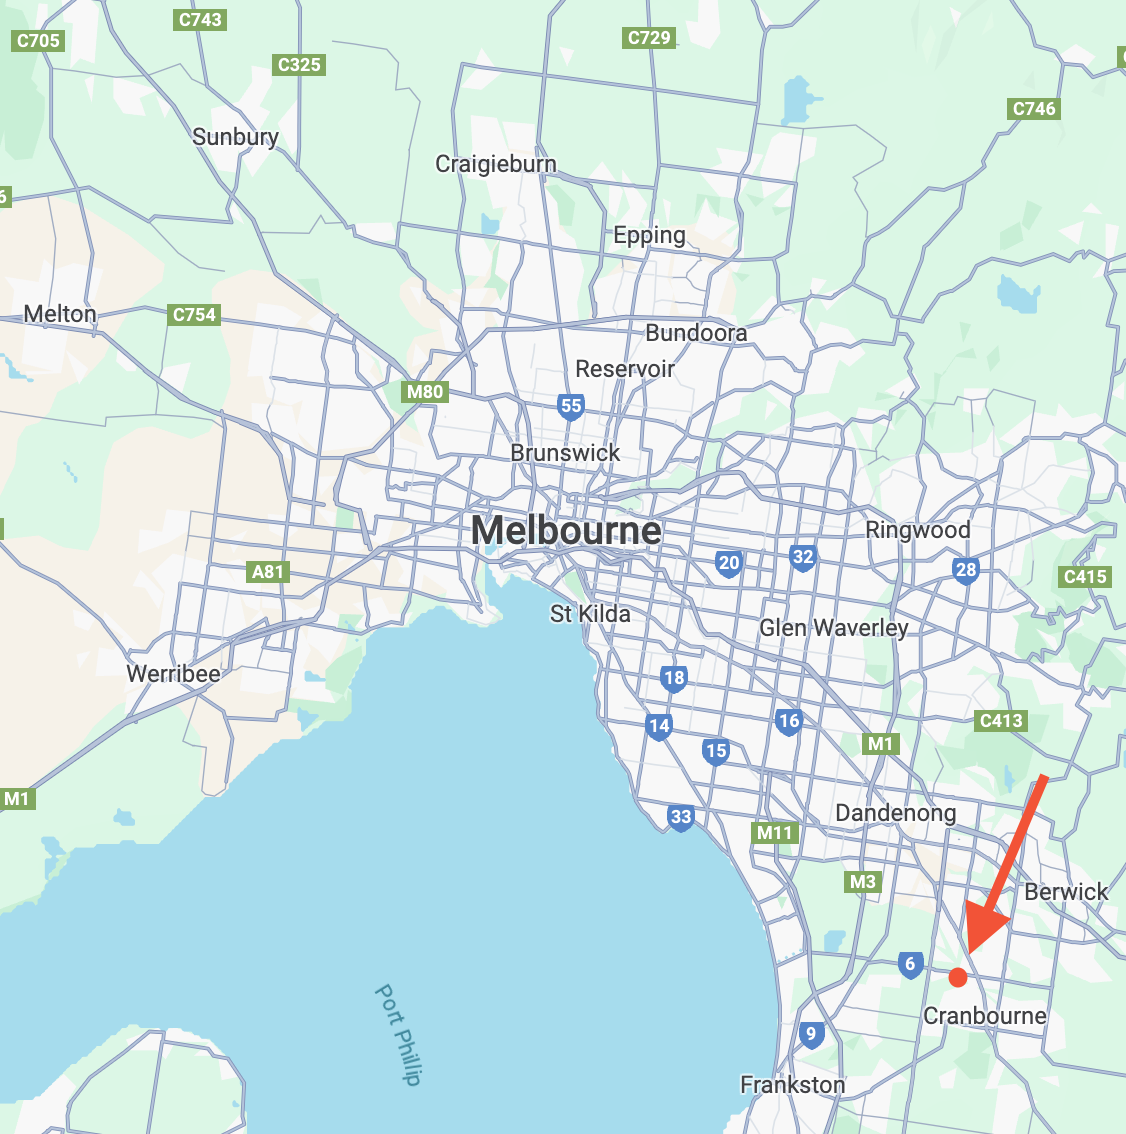 C743
C729
C705
C325
C746
Sunbury
Craigieburn
Epping
Melton
C754
Bundoora
Reservoir
M80
55
Brunswick
Melbourne
Ringwood
20
32
28
A81
C415
St Kilda
Glen Waverley
Werribee
18
C413
14
16
15
M1
M1
Dandenong
33
M11
M3
Berwick
6
Port Phillip
Cranbourne
9
Frankston